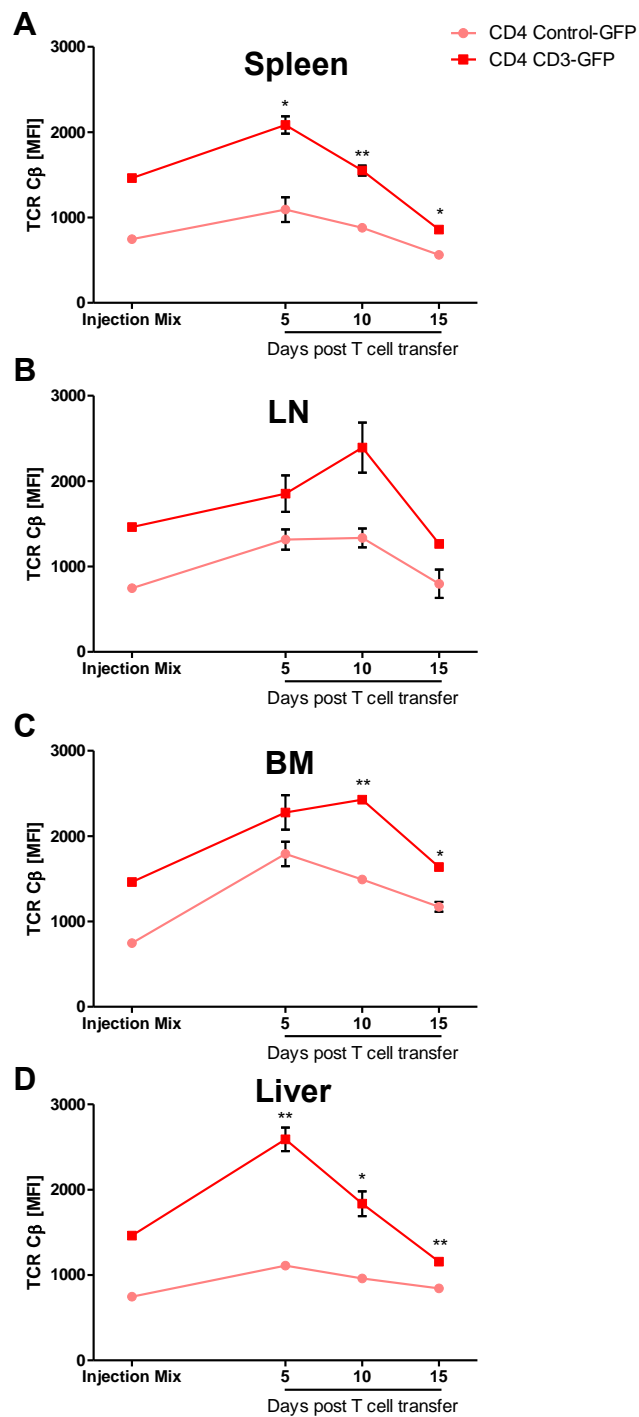 A
CD4 Control-GFP
CD4 CD3-GFP
Spleen
TCR Cβ [MFI]
3000
2000
1000
0
*
**
*
Injection Mix 5 10 15
Days post T cell transfer
B
LN
TCR Cβ [MFI]
3000
2000
1000
0
Injection Mix 5 10 15
Days post T cell transfer
C
BM
TCR Cβ [MFI]
3000
2000
1000
0
**
*
Injection Mix 5 10 15
Days post T cell transfer
D
Liver
TCR Cβ [MFI]
3000
2000
1000
0
**
*
**
Injection Mix 5 10 15
Days post T cell transfer